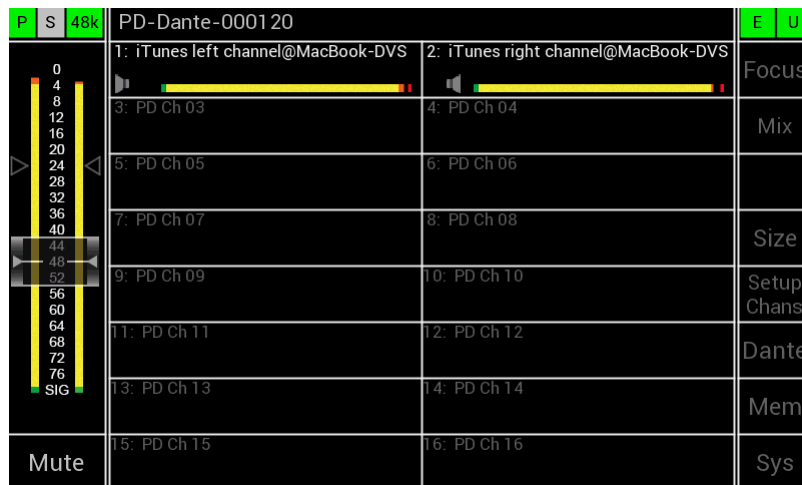 P S 48k PD-Dante-000120 E U
1: iTunes left channel@MacBook-DVS 2: iTunes right channel@MacBook-DVS
Focus
0
4
8
12
16
20
24
28
32
36
40
44
48
52
56
60
64
68
72
76
SIG
3: PD Ch 03 4: PD Ch 04
Mix
5: PD Ch 05 6: PD Ch 06
7: PD Ch 07 8: PD Ch 08
Size
9: PD Ch 09 10: PD Ch 10
Setup
Chans
11: PD Ch 11 12: PD Ch 12
Dante
13: PD Ch 13 14: PD Ch 14
Mem
15: PD Ch 15 16: PD Ch 16
Mute Sys